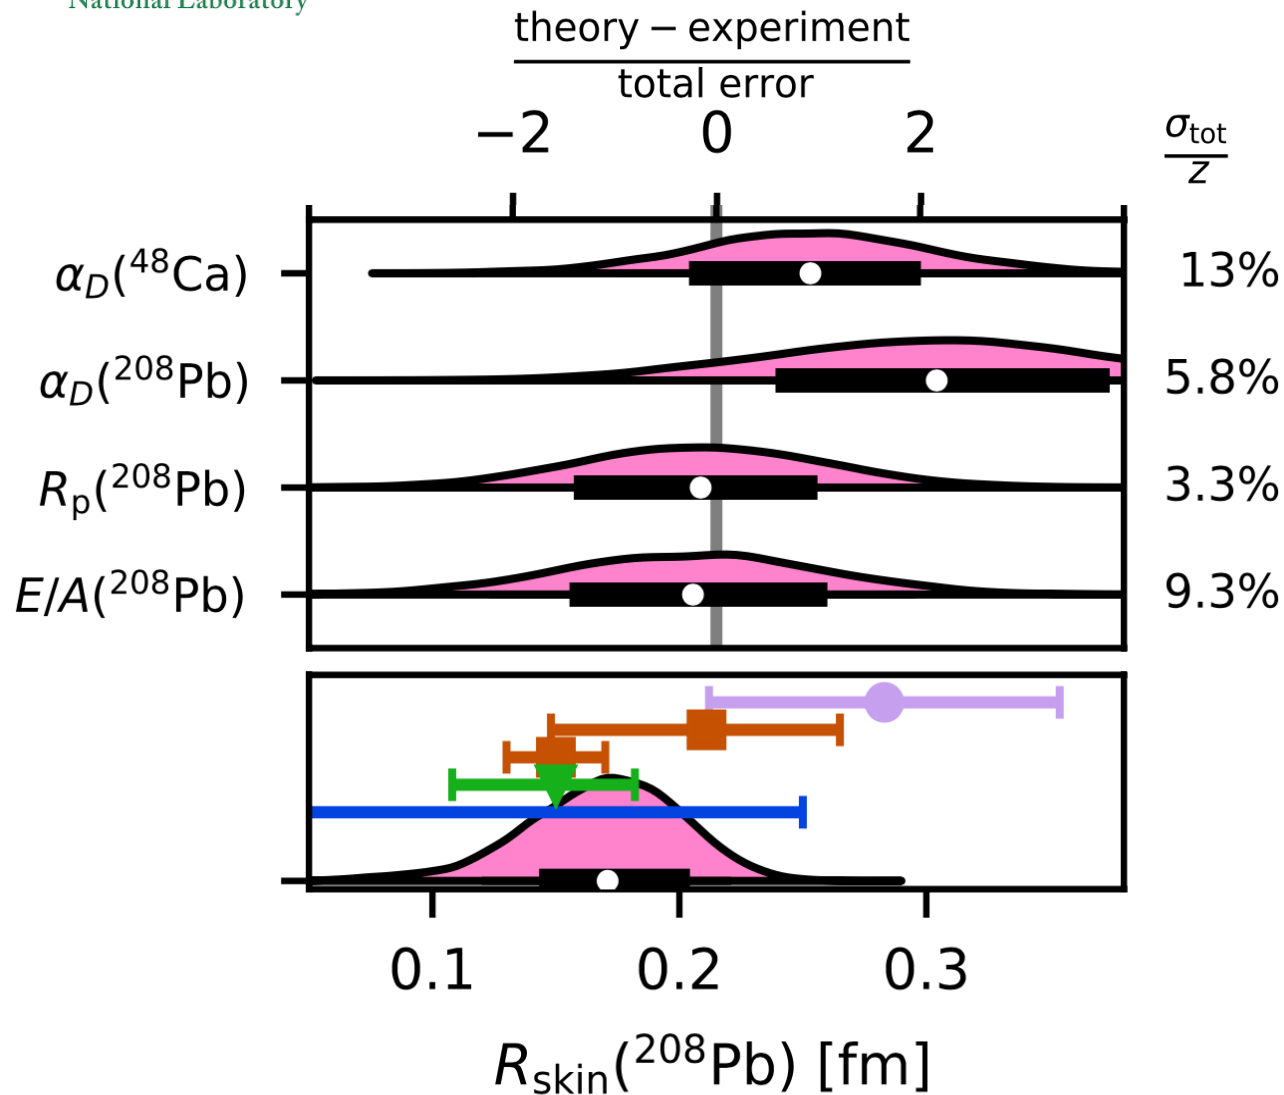 National Laboratory
theory − experiment
total error
−2 0 2
σtot
z
αD(48Ca) 13%
αD(208Pb) 5.8%
Rp(208Pb) 3.3%
E/A(208Pb) 9.3%
0.1 0.2 0.3
Rskin(208Pb) [fm]